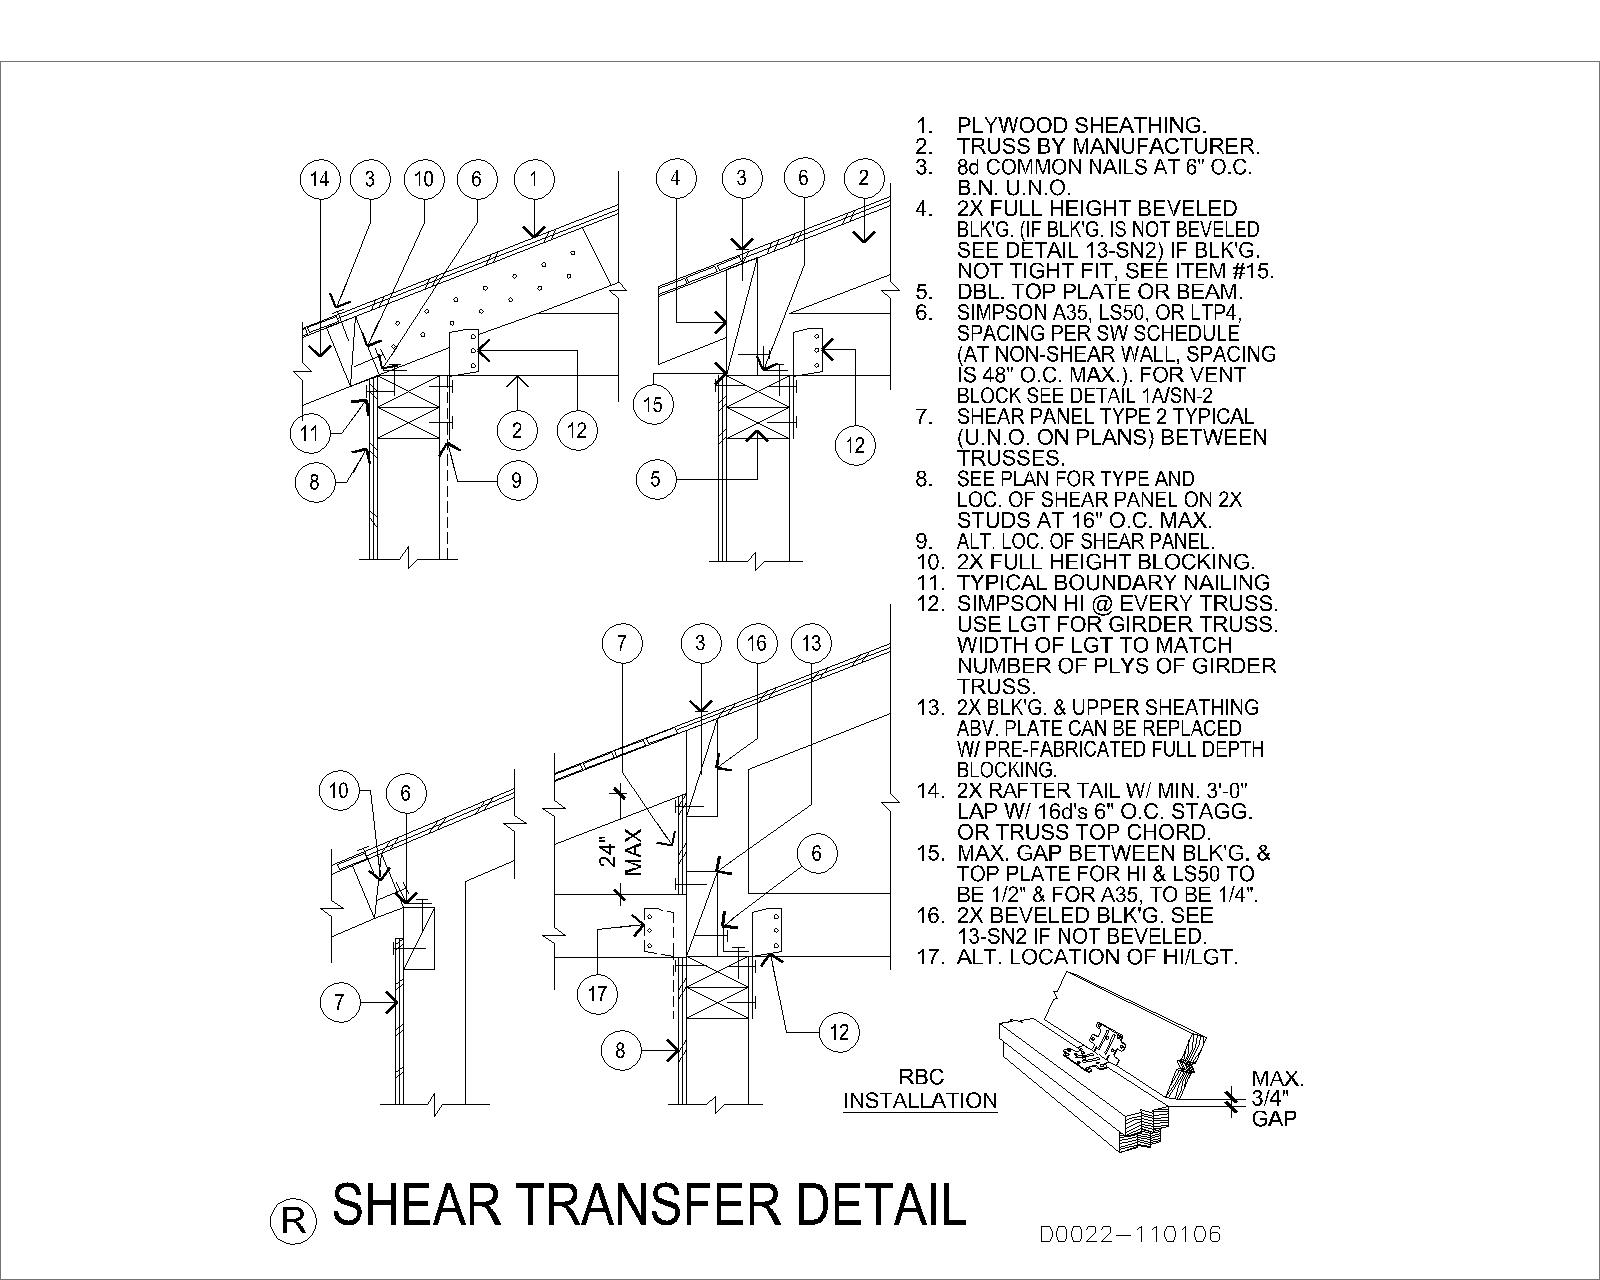 14 3 10 6 1 4 3 6 2
12 12
15
11 2 12 12
8 9 5
7 3 16 13
10 6
24" MAX
6
17
7
8 12
1. PLYWOOD SHEATHING.
2. TRUSS BY MANUFACTURER.
3. 8d COMMON NAILS AT 6" O.C.
B.N. U.N.O.
4. 2X FULL HEIGHT BEVELED
BLK'G. (IF BLK'G. IS NOT BEVELED
SEE DETAIL 13-SN2) IF BLK'G.
NOT TIGHT FIT, SEE ITEM #15.
5. DBL. TOP PLATE OR BEAM.
6. SIMPSON A35, LS50, OR LTP4,
SPACING PER SW SCHEDULE
(AT NON-SHEAR WALL, SPACING
IS 48" O.C. MAX.). FOR VENT
BLOCK SEE DETAIL 1A/SN-2
7. SHEAR PANEL TYPE 2 TYPICAL
(U.N.O. ON PLANS) BETWEEN
TRUSSES.
8. SEE PLAN FOR TYPE AND
LOC. OF SHEAR PANEL ON 2X
STUDS AT 16" O.C. MAX.
9. ALT. LOC. OF SHEAR PANEL.
10. 2X FULL HEIGHT BLOCKING.
11. TYPICAL BOUNDARY NAILING
12. SIMPSON HI @ EVERY TRUSS.
USE LGT FOR GIRDER TRUSS.
WIDTH OF LGT TO MATCH
NUMBER OF PLYS OF GIRDER
TRUSS.
13. 2X BLK'G. & UPPER SHEATHING
ABV. PLATE CAN BE REPLACED
W/ PRE-FABRICATED FULL DEPTH
BLOCKING.
14. 2X RAFTER TAIL W/ MIN. 3'-0"
LAP W/ 16d's 6" O.C. STAGG.
OR TRUSS TOP CHORD.
15. MAX. GAP BETWEEN BLK'G. &
TOP PLATE FOR HI & LS50 TO
BE 1/2" & FOR A35, TO BE 1/4".
16. 2X BEVELED BLK'G. SEE
13-SN2 IF NOT BEVELED.
17. ALT. LOCATION OF HI/LGT.
RBC
INSTALLATION
MAX.
3/4"
GAP
R SHEAR TRANSFER DETAIL
D0022-110106